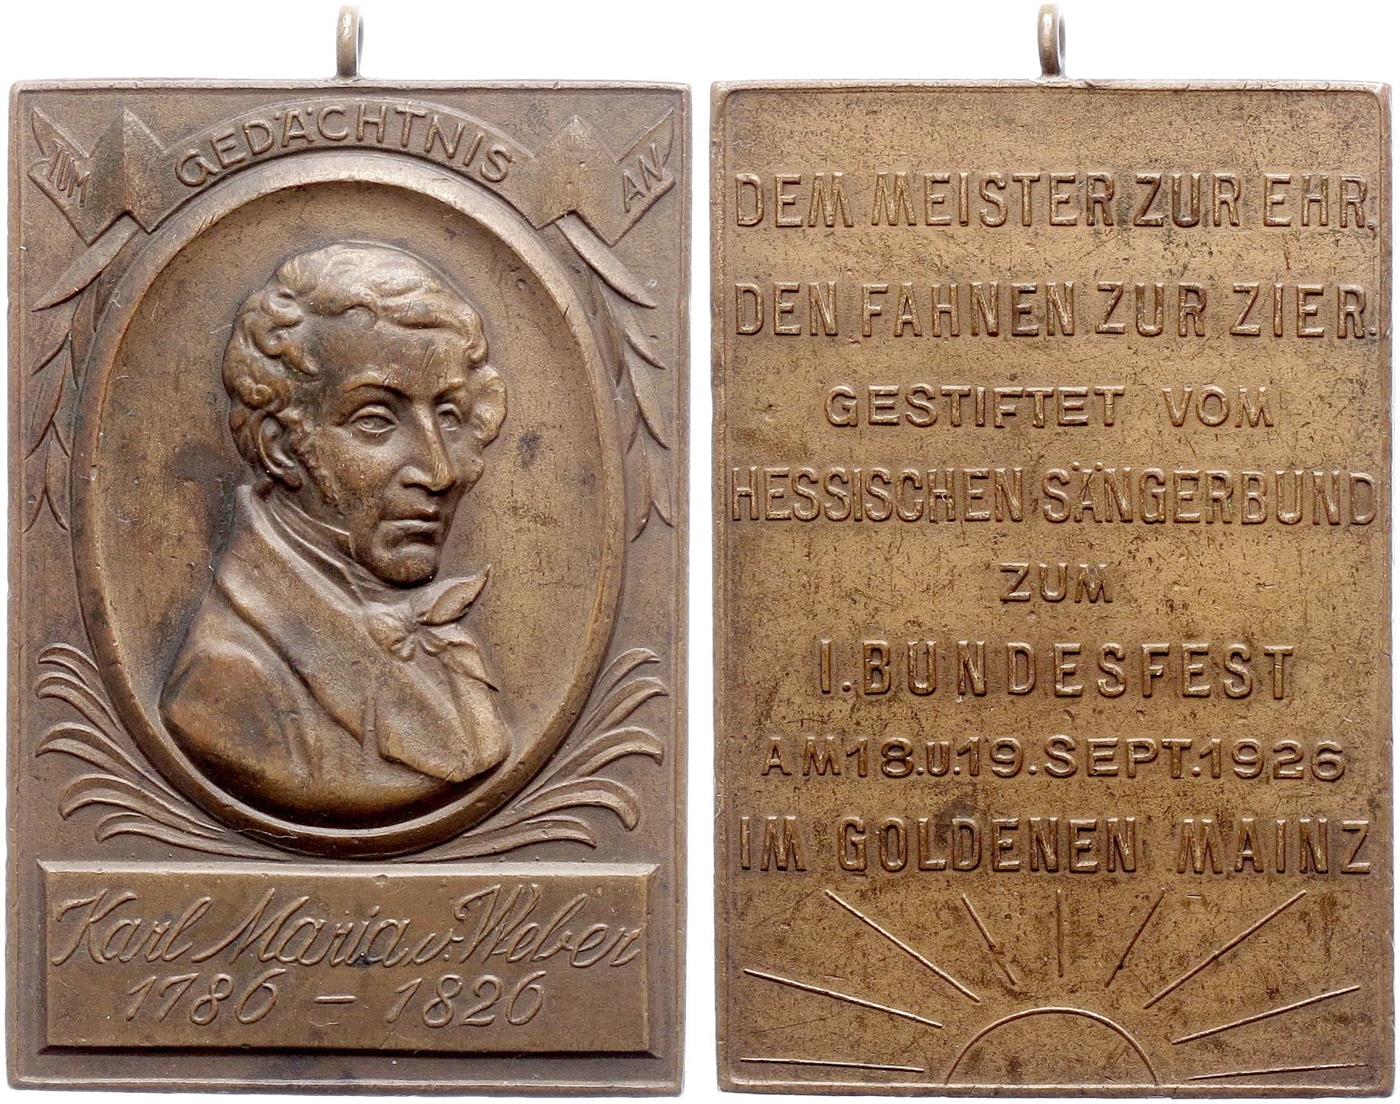 ZUM GEDÄCHTNIS AN
Karl Maria v. Weber
1786 – 1826
DEM MEISTER ZUR EHR,
DEN FAHNEN ZUR ZIER.
GESTIFTET VOM
HESSISCHEN SÄNGERBUND
ZUM
I. BUNDESFEST
AM 18. U. 19. SEPT. 1926
IM GOLDENEN MAINZ